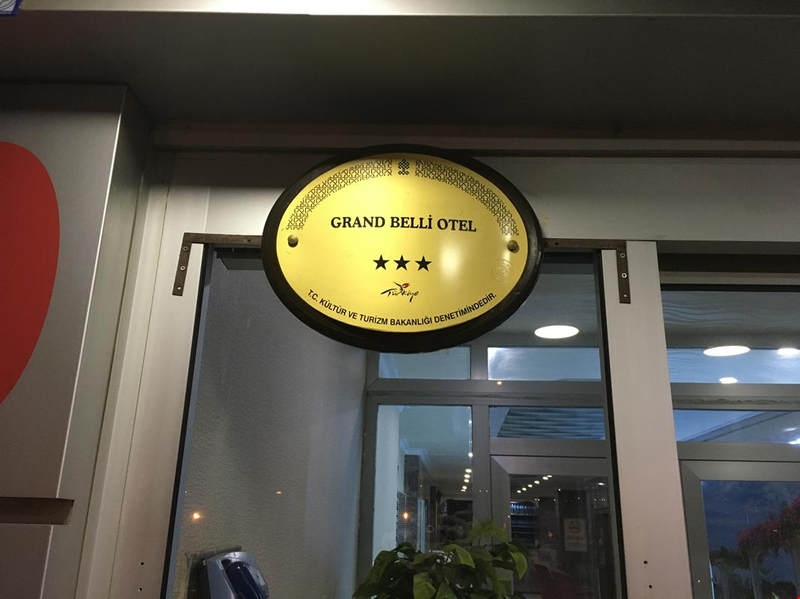 GRAND BELLİ OTEL
★★★
Türkiye
T.C. KÜLTÜR VE TURİZM BAKANLIĞI DENETİMİNDEDİR.